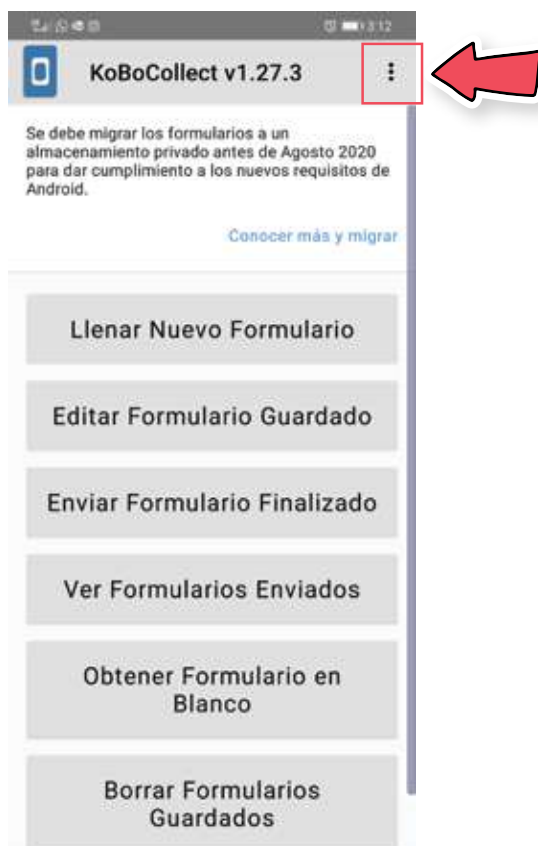 3:12
KoBoCollect v1.27.3
Se debe migrar los formularios a un
almacenamiento privado antes de Agosto 2020
para dar cumplimiento a los nuevos requisitos de
Android.
Conocer más y migrar
Llenar Nuevo Formulario
Editar Formulario Guardado
Enviar Formulario Finalizado
Ver Formularios Enviados
Obtener Formulario en
Blanco
Borrar Formularios
Guardados